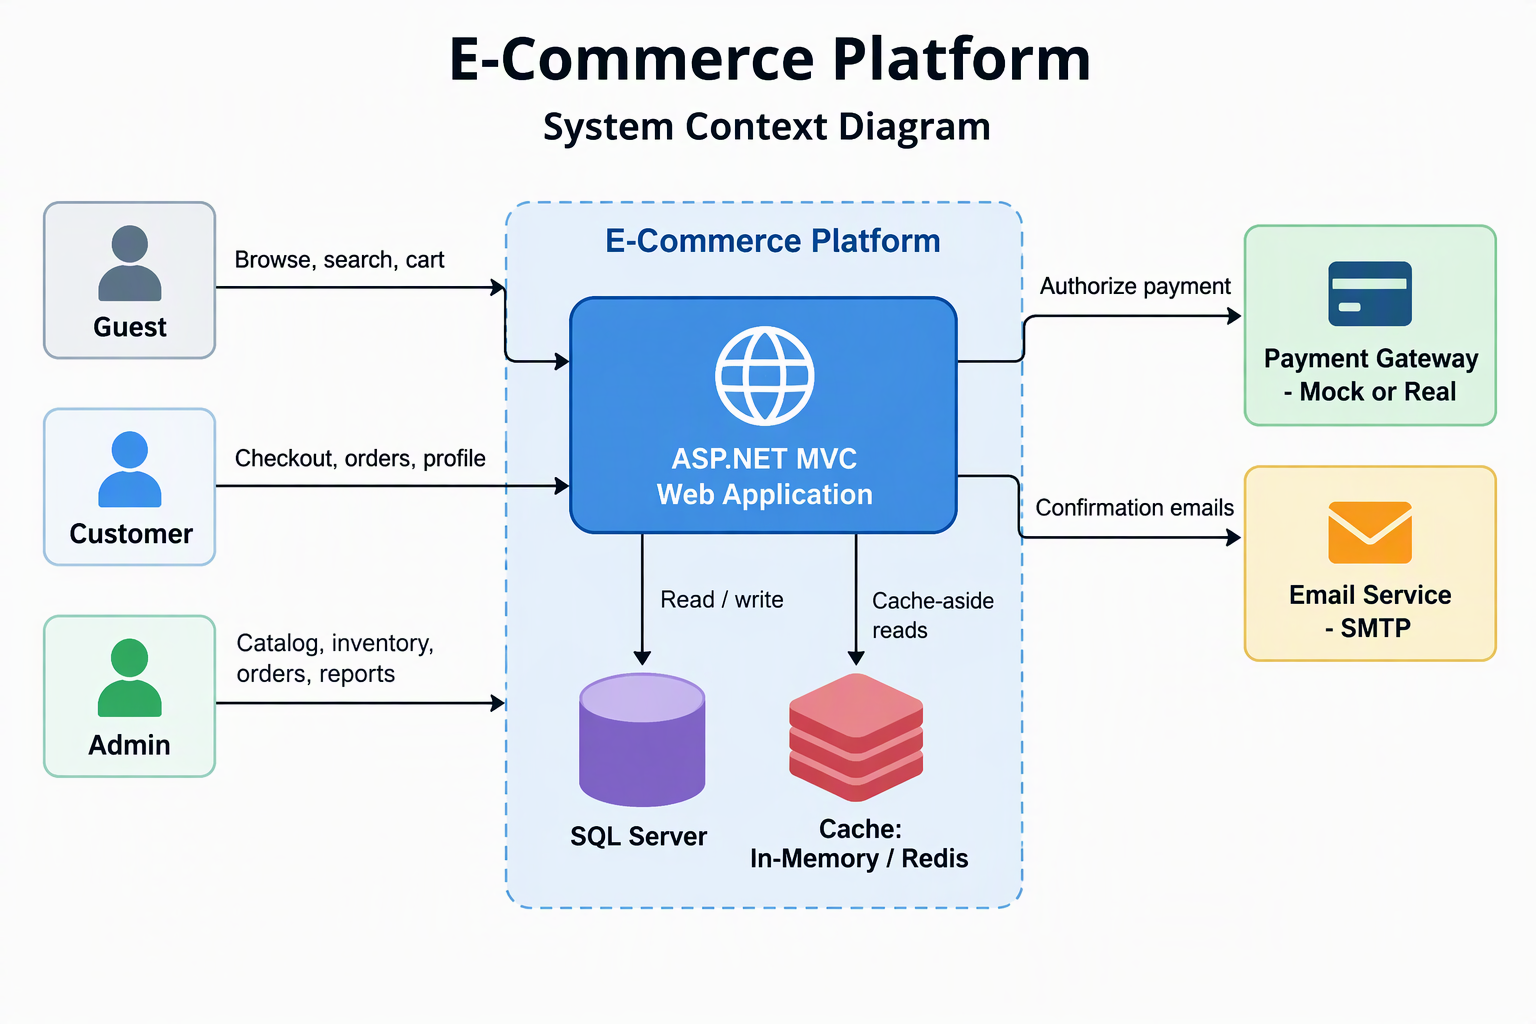 E-Commerce Platform
System Context Diagram
Guest
Browse, search, cart
Customer
Checkout, orders, profile
Admin
Catalog, inventory,
orders, reports
E-Commerce Platform
ASP.NET MVC
Web Application
Read / write
Cache-aside
reads
SQL Server
Cache:
In-Memory / Redis
Authorize payment
Payment Gateway
- Mock or Real
Confirmation emails
Email Service
- SMTP